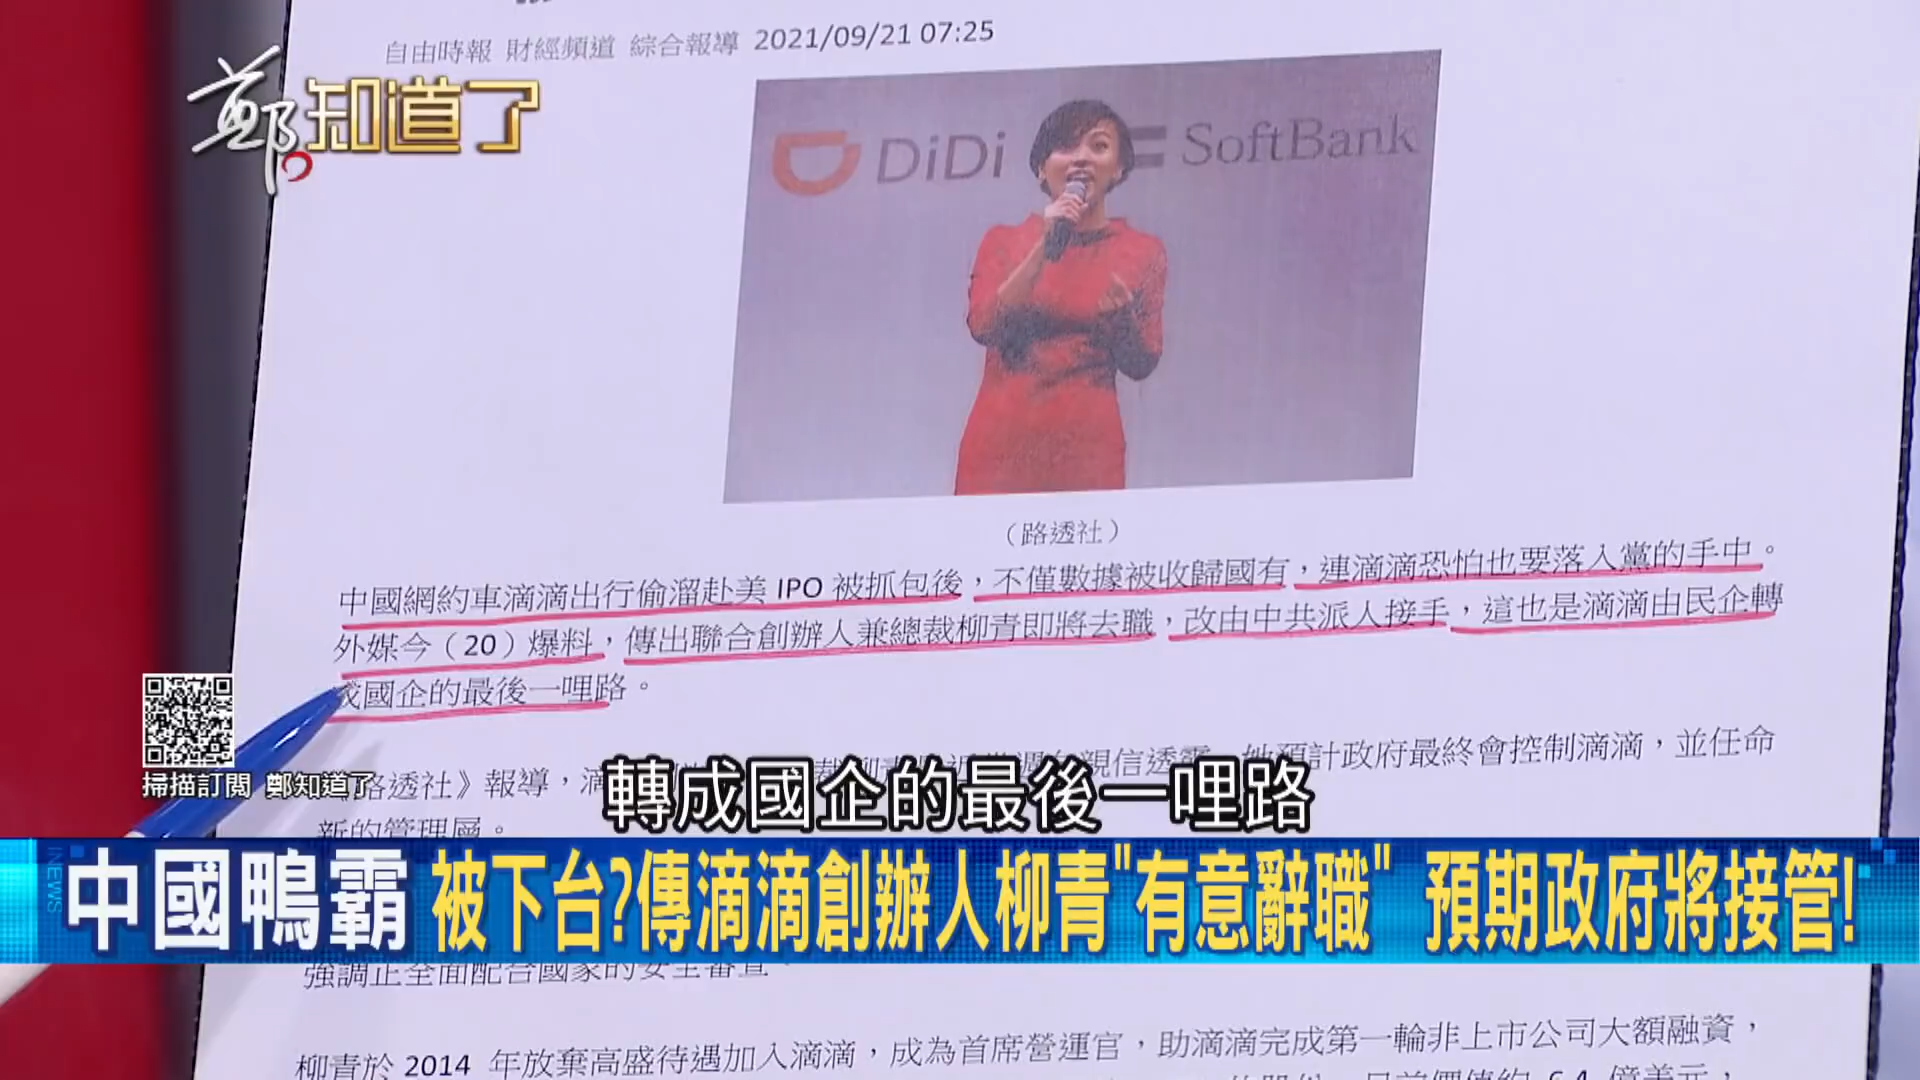 自由時報 財經頻道 綜合報導 2021/09/21 07:25
鄭知道了
DiDi
SoftBank
（路透社）
中國網約車滴滴出行偷溜赴美 IPO 被抓包後，不僅數據被收歸國有，連滴滴恐怕也要落入黨的手中。
外媒今（20）爆料，傳出聯合創辦人兼總裁柳青即將去職，改由中共派人接手，這也是滴滴由民企轉
成國企的最後一哩路。
路透社》報導，滴
親信透露，她預計政府最終會控制滴滴，並任命
新的管理層。
掃描訂閱 鄭知道了
轉成國企的最後一哩路
NEWS
中國鴨霸 被下台?傳滴滴創辦人柳青"有意辭職" 預期政府將接管!
強調正全面配合國家的安全審查。
柳青於 2014 年放棄高盛待遇加入滴滴，成為首席營運官，助滴滴完成第一輪非上市公司大額融資，
6.4 億美元，